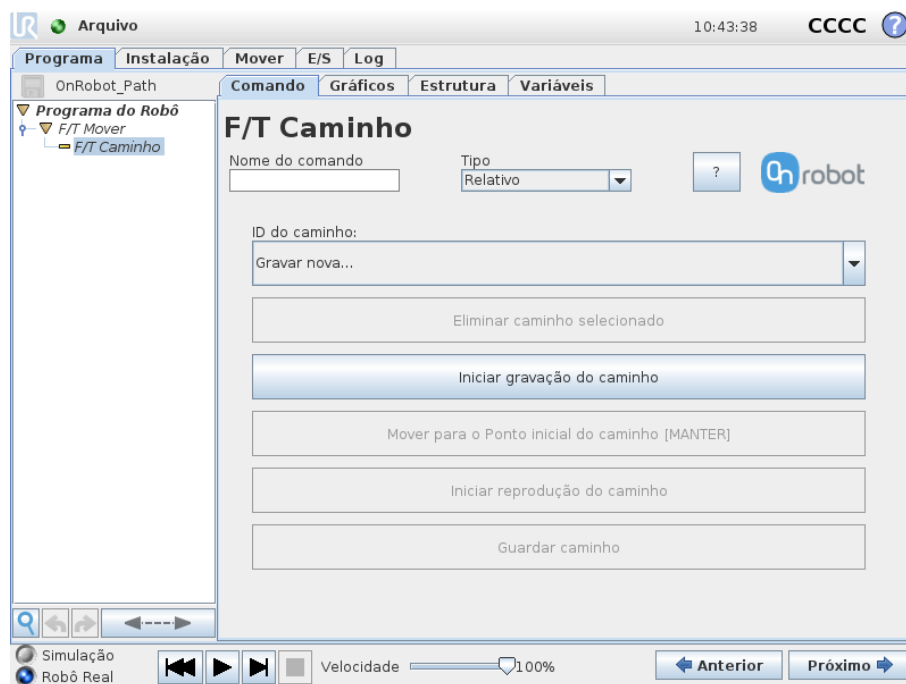 UR Arquivo 10:43:38 CCCC ?
Programa Instalação Mover E/S Log
OnRobot_Path Comando Gráficos Estrutura Variáveis
Programa do Robô
F/T Mover
F/T Caminho
F/T Caminho
Nome do comando Tipo
Relativo ? On robot
ID do caminho:
Gravar nova...
Eliminar caminho selecionado
Iniciar gravação do caminho
Mover para o Ponto inicial do caminho [MANTER]
Iniciar reprodução do caminho
Guardar caminho
Simulação
Robô Real
Velocidade 100% Anterior Próximo